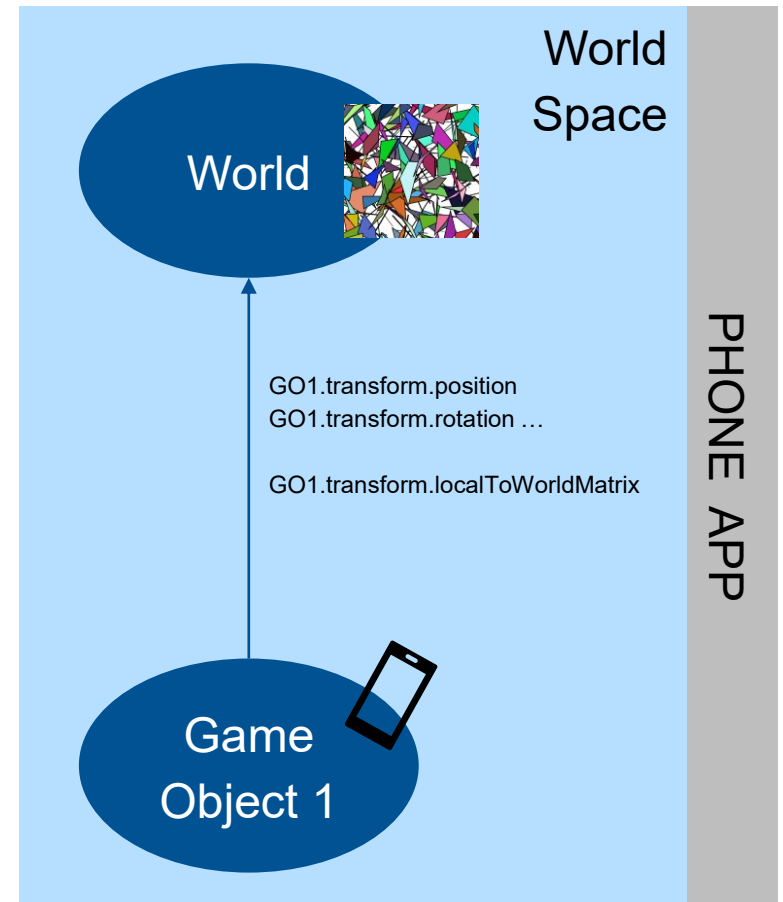 World
Space
World
GO1.transform.position
GO1.transform.rotation …
GO1.transform.localToWorldMatrix
PHONE APP
Game
Object 1